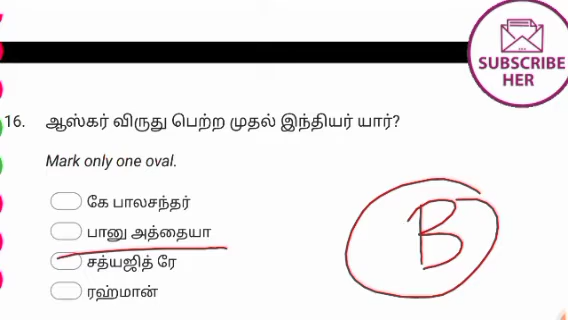 SUBSCRIBE
HER
16. ஆஸ்கர் விருது பெற்ற முதல் இந்தியர் யார்?
Mark only one oval.
கே பாலசந்தர்
பானு அத்தையா
சத்யஜித் ரே
ரஹ்மான்
B